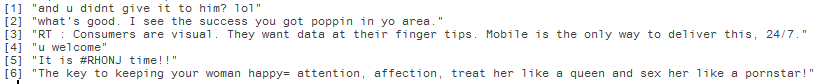 [1] "and u didnt give it to him? lol"
[2] "what's good. I see the success you got poppin in yo area."
[3] "RT : Consumers are visual. They want data at their finger tips. Mobile is the only way to deliver this, 24/7."
[4] "u welcome"
[5] "It is #RHONJ time!!"
[6] "The key to keeping your woman happy= attention, affection, treat her like a queen and sex her like a pornstar!"